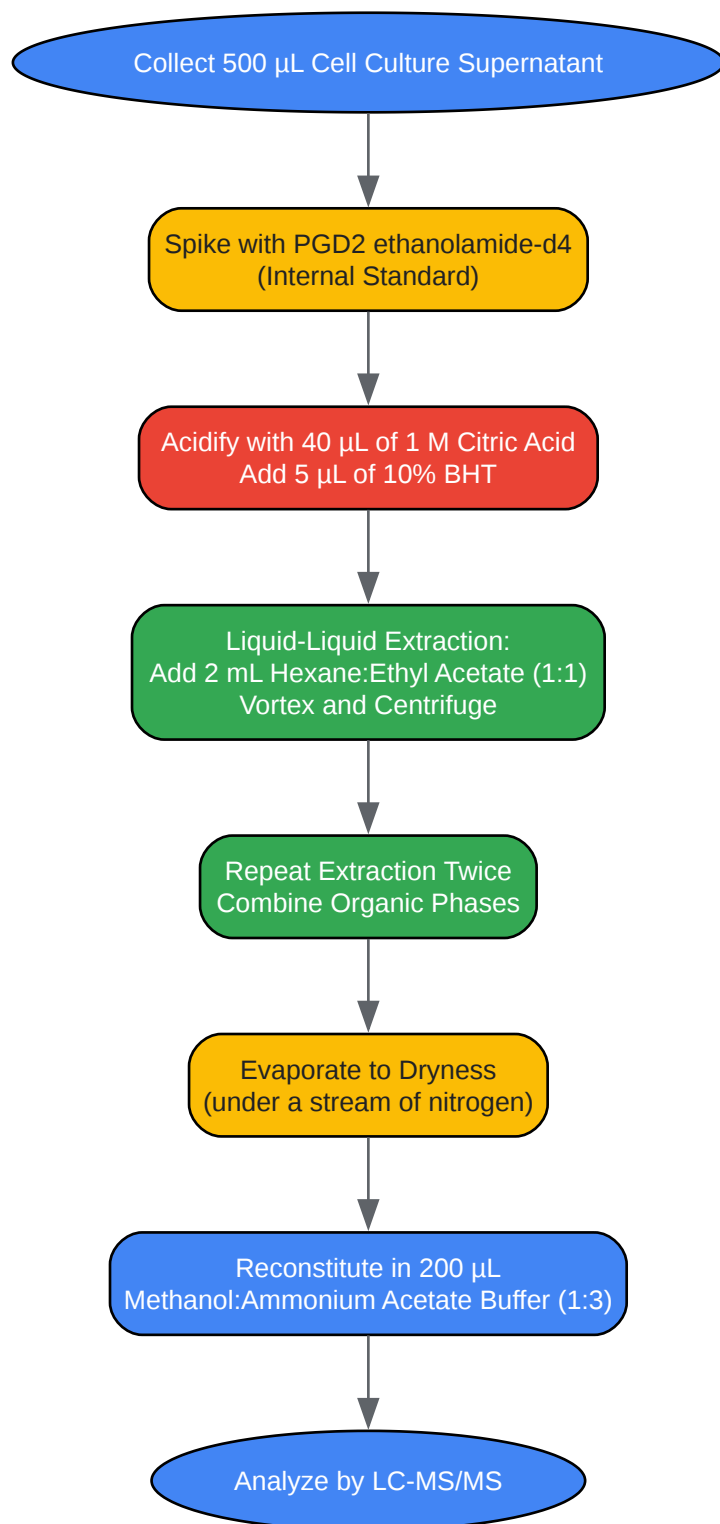 Collect 500 µL Cell Culture Supernatant
Spike with PGD2 ethanolamide-d4
(Internal Standard)
Acidify with 40 µL of 1 M Citric Acid
Add 5 µL of 10% BHT
Liquid-Liquid Extraction:
Add 2 mL Hexane:Ethyl Acetate (1:1)
Vortex and Centrifuge
Repeat Extraction Twice
Combine Organic Phases
Evaporate to Dryness
(under a stream of nitrogen)
Reconstitute in 200 µL
Methanol:Ammonium Acetate Buffer (1:3)
Analyze by LC-MS/MS